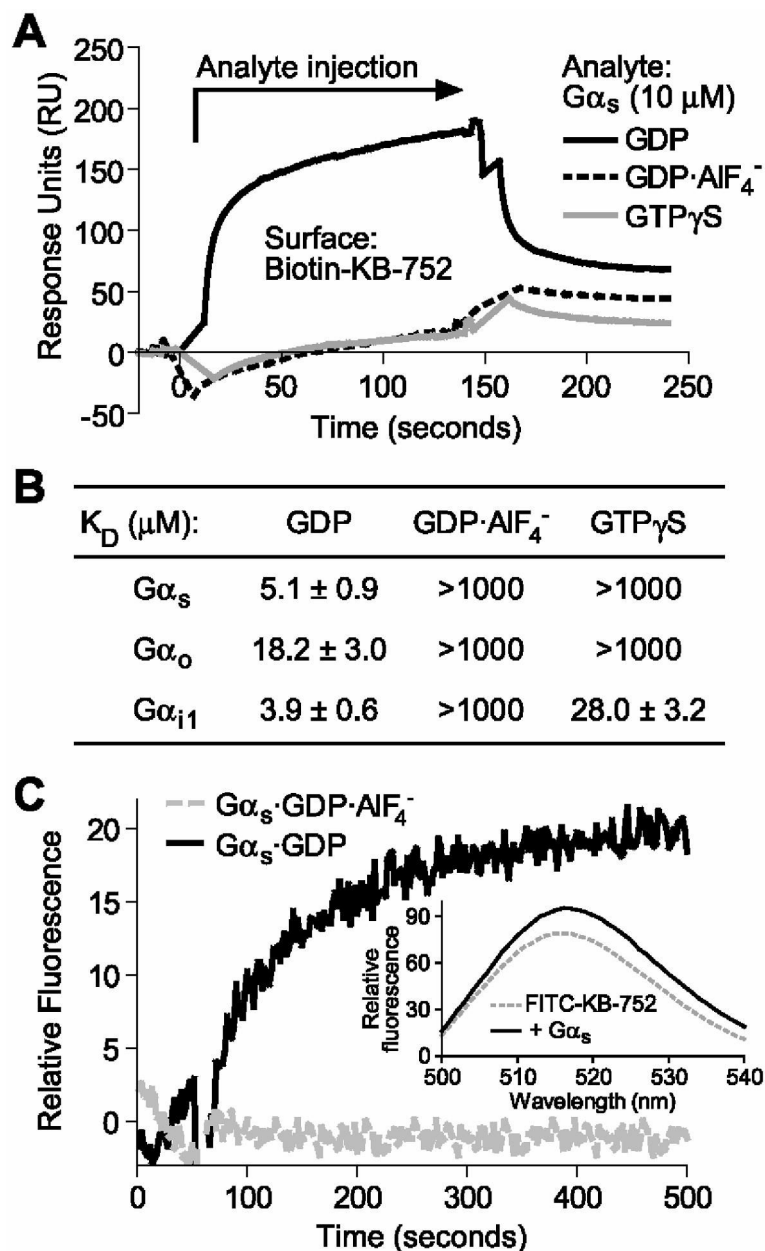 A
250
200
150
100
50
0
-50
Response Units (RU)
Analyte injection
Analyte:
Gαs (10 μM)
GDP
GDP·AlF4-
GTPγS
Surface:
Biotin-KB-752
0 50 100 150 200 250
Time (seconds)
B
KD (μM): GDP GDP·AlF4- GTPγS
Gαs 5.1 ± 0.9 >1000 >1000
Gαo 18.2 ± 3.0 >1000 >1000
Gαi1 3.9 ± 0.6 >1000 28.0 ± 3.2
C
Gαs·GDP·AlF4-
Gαs·GDP
20
15
10
5
0
Relative Fluorescence
90
60
30
0
Relative
fluorescence
FITC-KB-752
+ Gαs
500 510 520 530 540
Wavelength (nm)
0 100 200 300 400 500
Time (seconds)